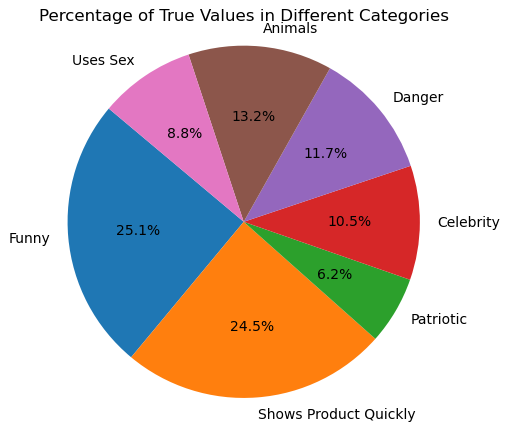 Percentage of True Values in Different Categories
Animals
Uses Sex
Danger
13.2%
8.8%
11.7%
Celebrity
10.5%
Funny
25.1%
6.2%
Patriotic
24.5%
Shows Product Quickly